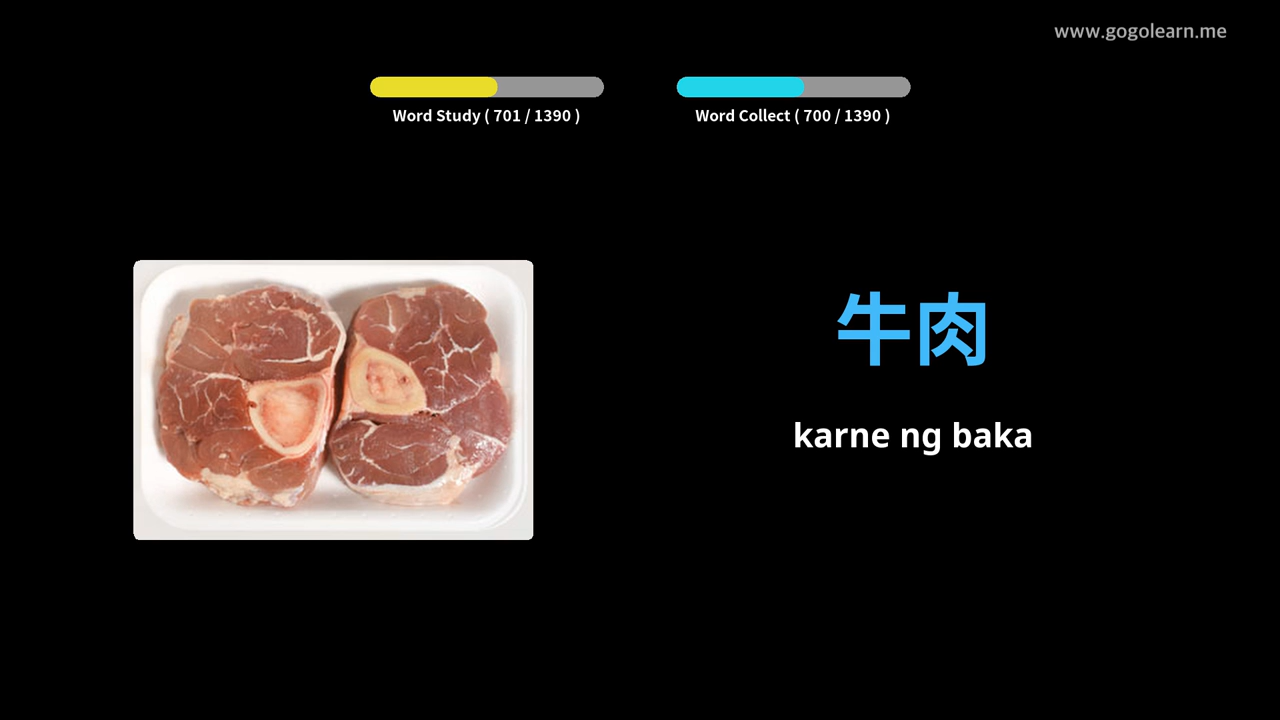 www.gogolearn.me
Word Study ( 701 / 1390 )
Word Collect ( 700 / 1390 )
牛肉
karne ng baka